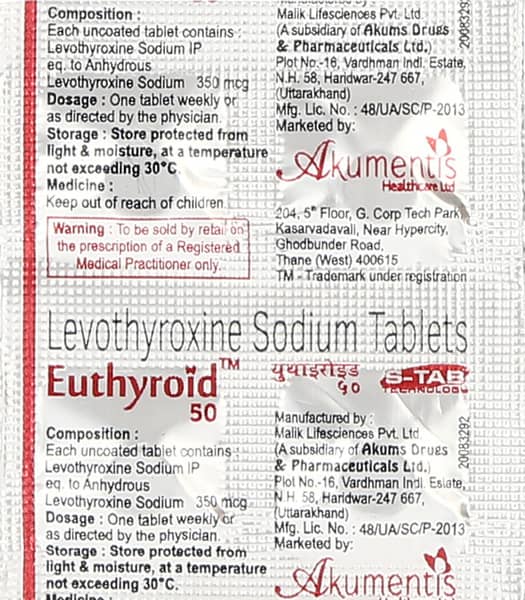 Composition :
Each uncoated tablet contains :
Levothyroxine Sodium IP
eq. to Anhydrous
Levothyroxine Sodium 350 mcg
Dosage : One tablet weekly or
as directed by the physician.
Storage : Store protected from
light & moisture, at a temperature
not exceeding 30°C.
Medicine :
Keep out of reach of children.
Warning : To be sold by retail on
the prescription of a Registered
Medical Practitioner only.
Malik Lifesciences Pvt. Ltd.
(A subsidiary of Akums Drugs
& Pharmaceuticals Ltd.)
Plot No.-16, Vardhman Indl. Estate,
N.H. 58, Haridwar-247 667,
(Uttarakhand)
Mfg. Lic. No. : 48/UA/SC/P-2013
Marketed by:
Akumentis
Healthcare Ltd
204, 5th Floor, G. Corp Tech Park,
Kasarvadavali, Near Hypercity,
Ghodbunder Road,
Thane (West) 400615
TM - Trademark under registration
20083292
Levothyroxine Sodium Tablets
Euthyroid™
50
युथाइरोइड
५०
S-TAB
TECHNOLOGY
Composition :
Each uncoated tablet contains :
Levothyroxine Sodium IP
eq. to Anhydrous
Levothyroxine Sodium 350 mcg
Dosage : One tablet weekly or
as directed by the physician.
Storage : Store protected from
light & moisture, at a temperature
not exceeding 30°C.
Medicine :
Manufactured by :
Malik Lifesciences Pvt. Ltd.
(A subsidiary of Akums Drugs
& Pharmaceuticals Ltd.)
Plot No.-16, Vardhman Indl. Estate,
N.H. 58, Haridwar-247 667,
(Uttarakhand)
Mfg. Lic. No. : 48/UA/SC/P-2013
Marketed by:
Akumentis
20083292